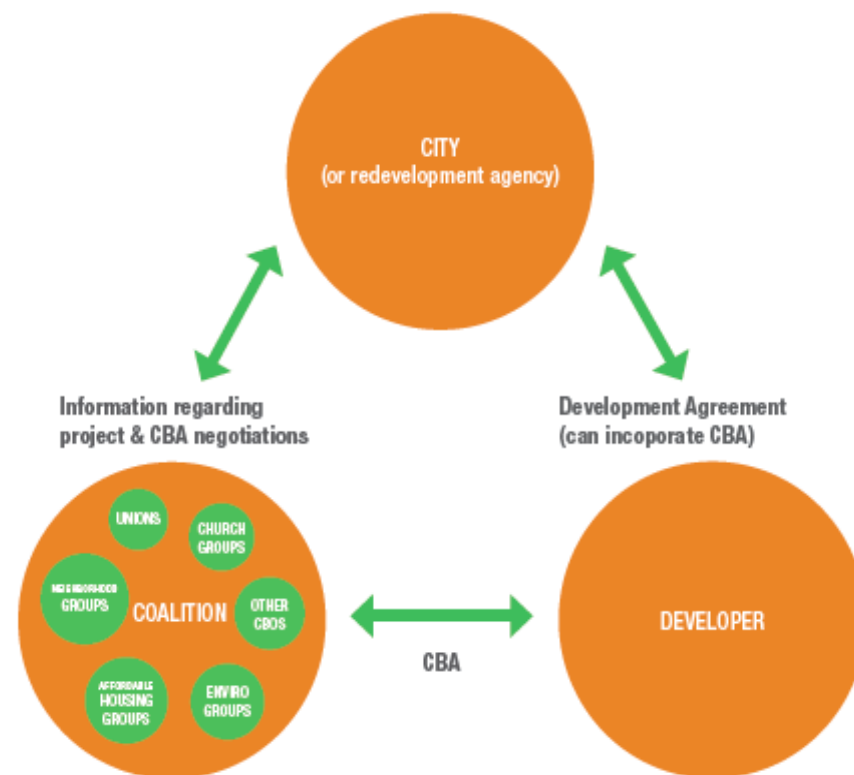 CITY
(or redevelopment agency)
Information regarding
project & CBA negotiations
Development Agreement
(can incoporate CBA)
UNIONS
CHURCH
GROUPS
NEIGHBORHOOD
GROUPS
COALITION
OTHER
CBOS
AFFORDABLE
HOUSING
GROUPS
ENVIRO
GROUPS
CBA
DEVELOPER